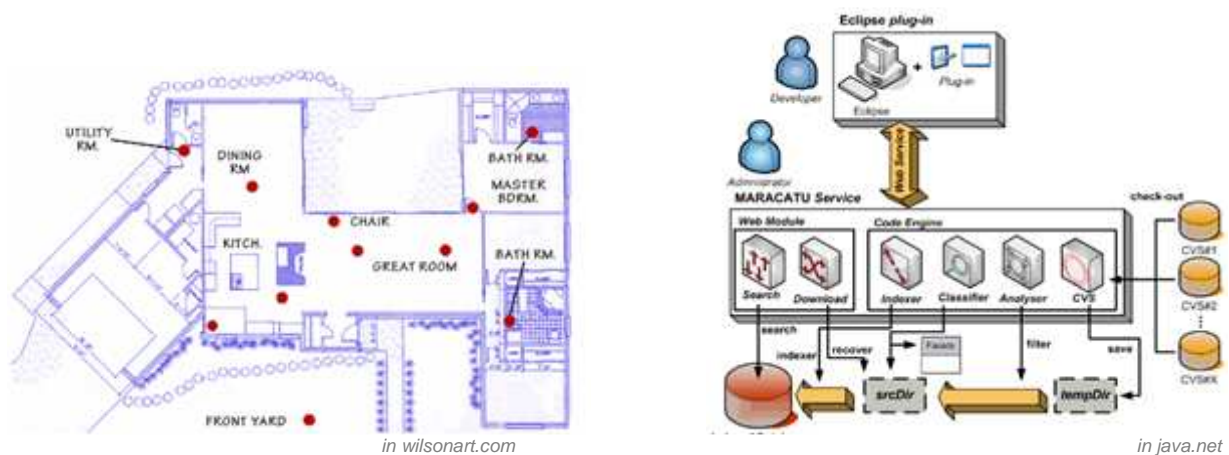 UTILITY
RM.
DINING
RM
BATH RM.
MASTER
BDRM.
CHAIR
KITCH.
GREAT ROOM
BATH RM.
FRONT YARD
in wilsonart.com
Eclipse plug-in
Developer
Eclipse
+
Plug-in
Administrator
Web Service
MARACATU Service
check-out
Web Module
Code Engine
Search
Download
Indexer
Classifier
Analyser
CVS
CVS#1
CVS#2
CVS#X
search
indexer
recover
Facets
filter
save
srcDir
tempDir
in java.net